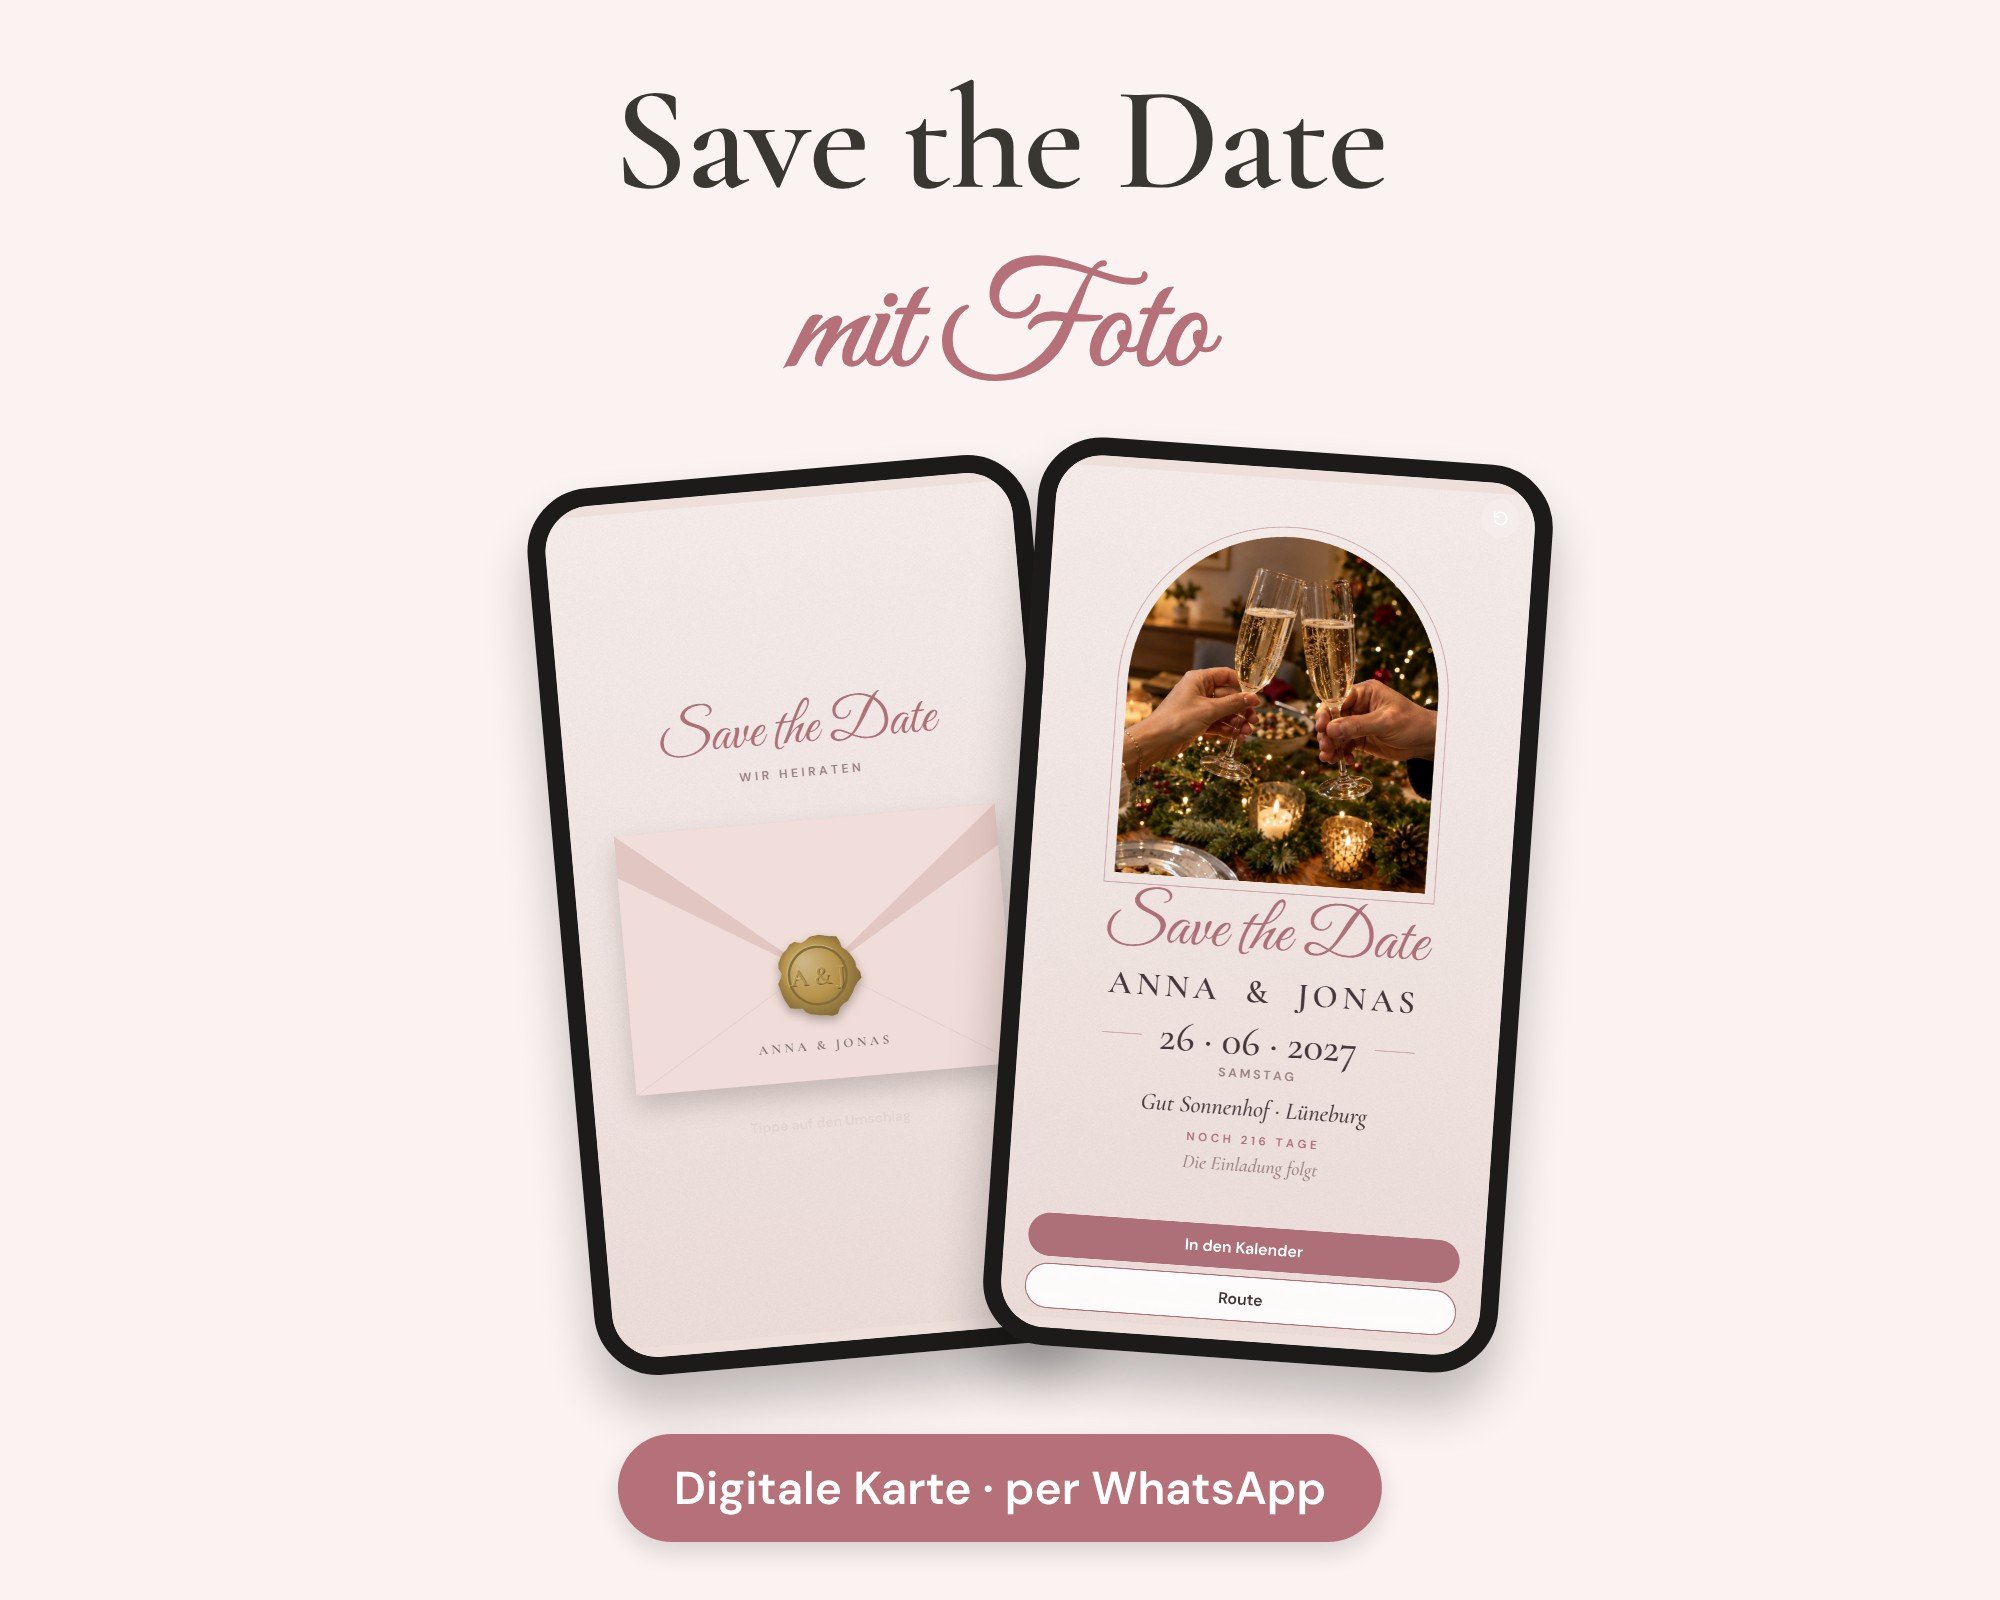 Save the Date
mit Foto
Save the Date
WIR HEIRATEN
A & J
ANNA & JONAS
Tippe auf den Umschlag
Save the Date
ANNA & JONAS
26 · 06 · 2027
SAMSTAG
Gut Sonnenhof · Lüneburg
NOCH 216 TAGE
Die Einladung folgt
In den Kalender
Route
Digitale Karte · per WhatsApp